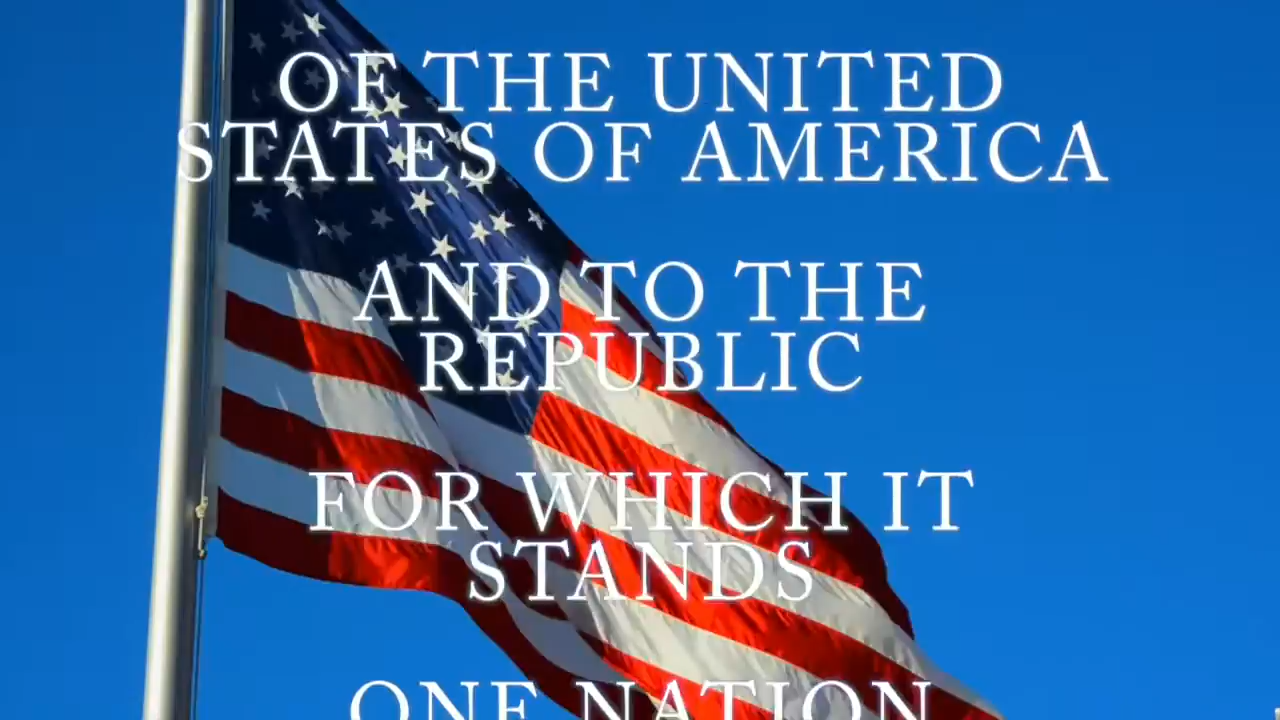 OF THE UNITED
STATES OF AMERICA
AND TO THE
REPUBLIC
FOR WHICH IT
STANDS
ONE NATION